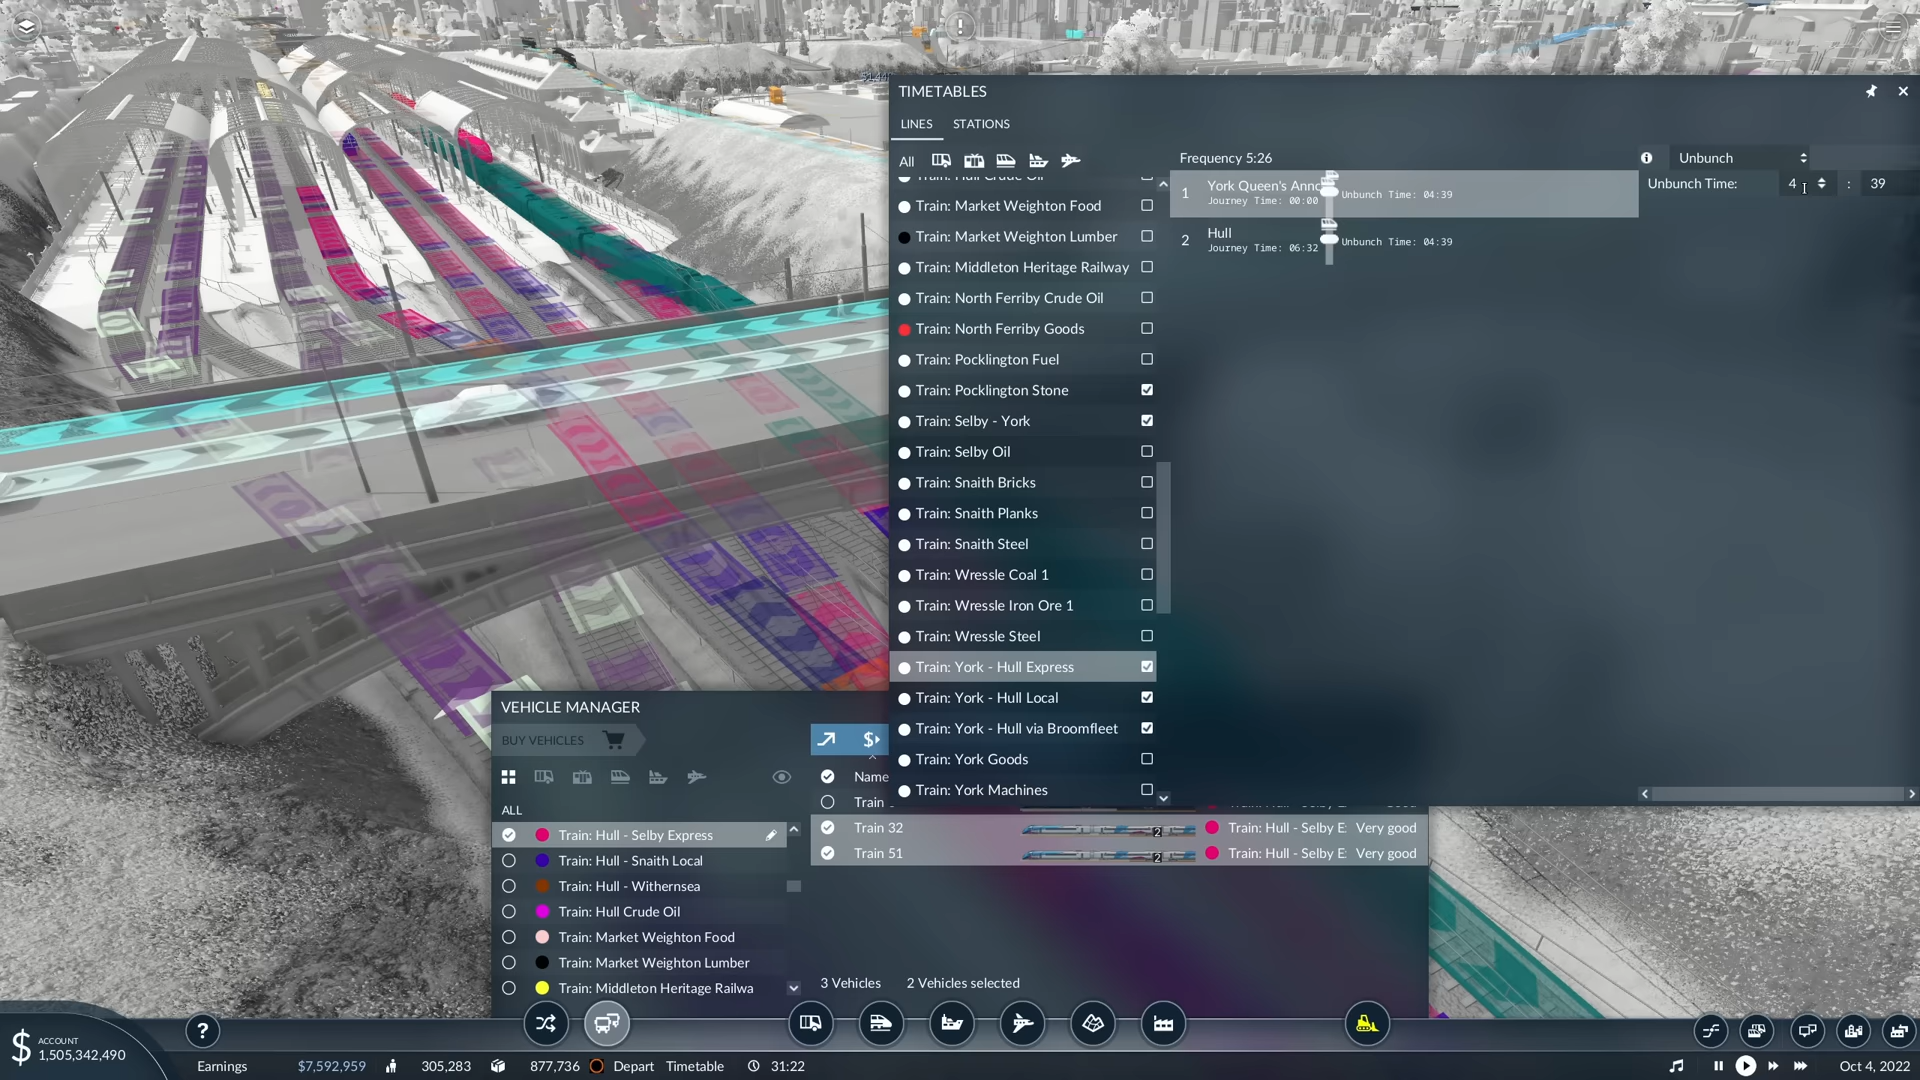 TIMETABLES
LINES STATIONS
All
Frequency 5:26
Unbunch
Unbunch Time: 4 : 39
1 York Queen's Anne
Journey Time: 00:00 Unbunch Time: 04:39
2 Hull
Journey Time: 06:32 Unbunch Time: 04:39
Train: Hull Crude Oil
Train: Market Weighton Food
Train: Market Weighton Lumber
Train: Middleton Heritage Railway
Train: North Ferriby Crude Oil
Train: North Ferriby Goods
Train: Pocklington Fuel
Train: Pocklington Stone
Train: Selby - York
Train: Selby Oil
Train: Snaith Bricks
Train: Snaith Planks
Train: Snaith Steel
Train: Wressle Coal 1
Train: Wressle Iron Ore 1
Train: Wressle Steel
Train: York - Hull Express
Train: York - Hull Local
Train: York - Hull via Broomfleet
Train: York Goods
Train: York Machines
VEHICLE MANAGER
BUY VEHICLES
$
ALL
Train: Hull - Selby Express
Train: Hull - Snaith Local
Train: Hull - Withernsea
Train: Hull Crude Oil
Train: Market Weighton Food
Train: Market Weighton Lumber
Train: Middleton Heritage Railwa
Name
Train
Train 32 2 Train: Hull - Selby E Very good
Train 51 2 Train: Hull - Selby E Very good
3 Vehicles 2 Vehicles selected
?
$ ACCOUNT
1,505,342,490
Earnings $7,592,959 305,283 877,736 Depart Timetable 31:22
Oct 4, 2022